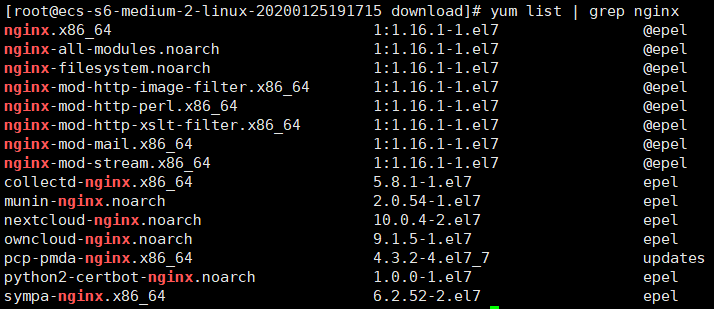 [root@ecs-s6-medium-2-linux-20200125191715 download]# yum list | grep nginx
nginx.x86_64 1:1.16.1-1.el7 @epel
nginx-all-modules.noarch 1:1.16.1-1.el7 @epel
nginx-filesystem.noarch 1:1.16.1-1.el7 @epel
nginx-mod-http-image-filter.x86_64 1:1.16.1-1.el7 @epel
nginx-mod-http-perl.x86_64 1:1.16.1-1.el7 @epel
nginx-mod-http-xslt-filter.x86_64 1:1.16.1-1.el7 @epel
nginx-mod-mail.x86_64 1:1.16.1-1.el7 @epel
nginx-mod-stream.x86_64 1:1.16.1-1.el7 @epel
collectd-nginx.x86_64 5.8.1-1.el7 epel
munin-nginx.noarch 2.0.54-1.el7 epel
nextcloud-nginx.noarch 10.0.4-2.el7 epel
owncloud-nginx.noarch 9.1.5-1.el7 epel
pcp-pmda-nginx.x86_64 4.3.2-4.el7_7 updates
python2-certbot-nginx.noarch 1.0.0-1.el7 epel
sympa-nginx.x86_64 6.2.52-2.el7 epel